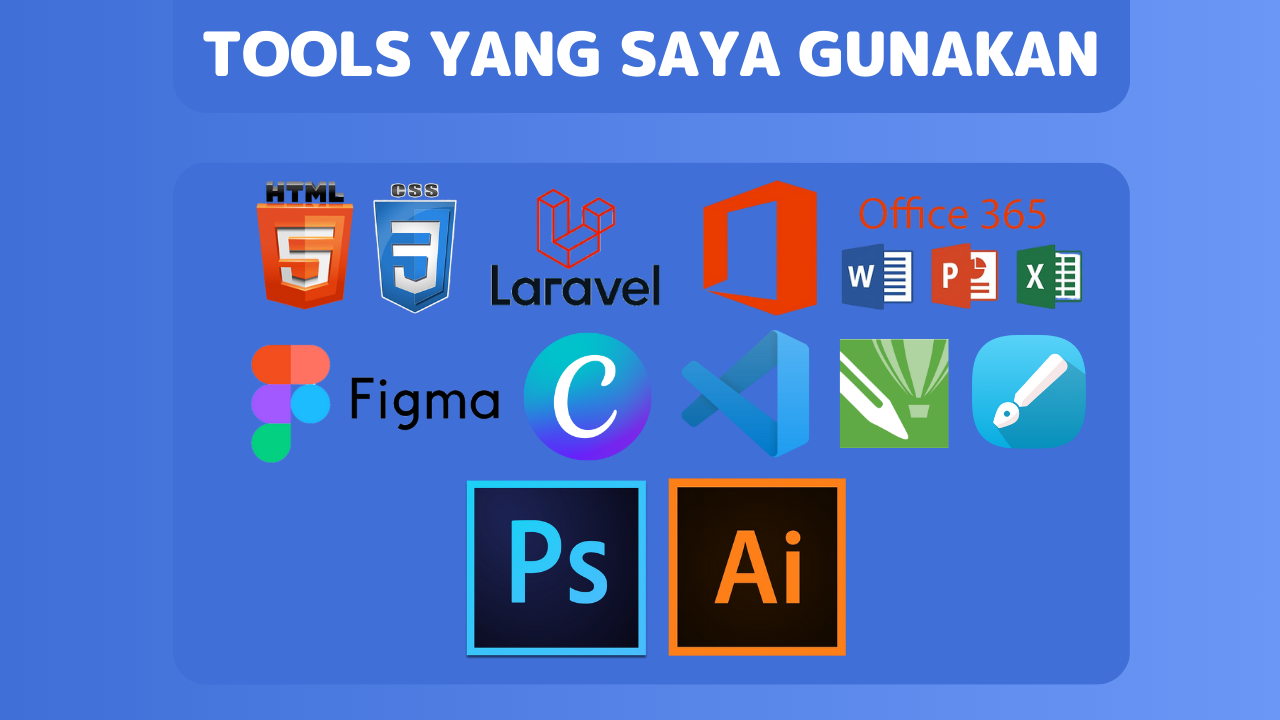 TOOLS YANG SAYA GUNAKAN
HTML
5
CSS
3
Laravel
Office 365
W
P
X
Figma
C
Ps
Ai